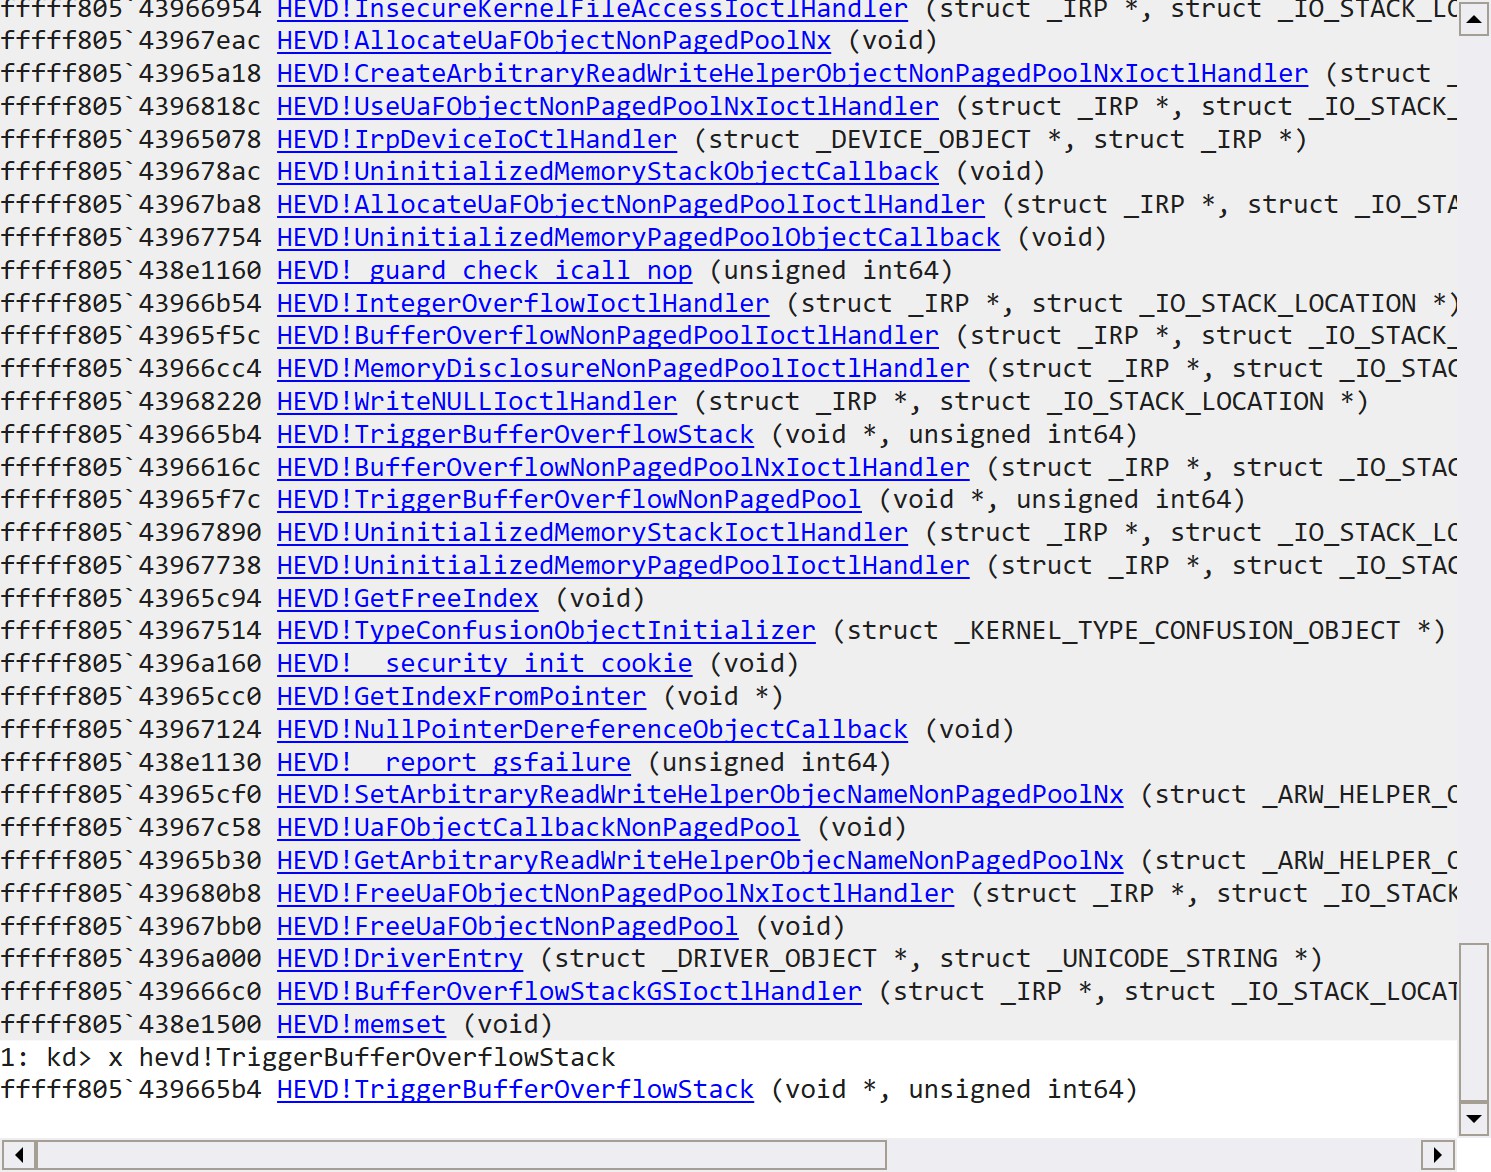 fffff805`43966954 HEVD!InsecureKernelFileAccessIoctlHandler (struct _IRP *, struct _IO_STACK_LO
fffff805`43967eac HEVD!AllocateUaFObjectNonPagedPoolNx (void)
fffff805`43965a18 HEVD!CreateArbitraryReadWriteHelperObjectNonPagedPoolNxIoctlHandler (struct _
fffff805`4396818c HEVD!UseUaFObjectNonPagedPoolNxIoctlHandler (struct _IRP *, struct _IO_STACK_
fffff805`43965078 HEVD!IrpDeviceIoCtlHandler (struct _DEVICE_OBJECT *, struct _IRP *)
fffff805`439678ac HEVD!UninitializedMemoryStackObjectCallback (void)
fffff805`43967ba8 HEVD!AllocateUaFObjectNonPagedPoolIoctlHandler (struct _IRP *, struct _IO_STA
fffff805`43967754 HEVD!UninitializedMemoryPagedPoolObjectCallback (void)
fffff805`438e1160 HEVD!_guard_check_icall_nop (unsigned int64)
fffff805`43966b54 HEVD!IntegerOverflowIoctlHandler (struct _IRP *, struct _IO_STACK_LOCATION *)
fffff805`43965f5c HEVD!BufferOverflowNonPagedPoolIoctlHandler (struct _IRP *, struct _IO_STACK_
fffff805`43966cc4 HEVD!MemoryDisclosureNonPagedPoolIoctlHandler (struct _IRP *, struct _IO_STAC
fffff805`43968220 HEVD!WriteNULLIoctlHandler (struct _IRP *, struct _IO_STACK_LOCATION *)
fffff805`439665b4 HEVD!TriggerBufferOverflowStack (void *, unsigned int64)
fffff805`4396616c HEVD!BufferOverflowNonPagedPoolNxIoctlHandler (struct _IRP *, struct _IO_STAC
fffff805`43965f7c HEVD!TriggerBufferOverflowNonPagedPool (void *, unsigned int64)
fffff805`43967890 HEVD!UninitializedMemoryStackIoctlHandler (struct _IRP *, struct _IO_STACK_LO
fffff805`43967738 HEVD!UninitializedMemoryPagedPoolIoctlHandler (struct _IRP *, struct _IO_STAC
fffff805`43965c94 HEVD!GetFreeIndex (void)
fffff805`43967514 HEVD!TypeConfusionObjectInitializer (struct _KERNEL_TYPE_CONFUSION_OBJECT *)
fffff805`4396a160 HEVD!__security_init_cookie (void)
fffff805`43965cc0 HEVD!GetIndexFromPointer (void *)
fffff805`43967124 HEVD!NullPointerDereferenceObjectCallback (void)
fffff805`438e1130 HEVD!__report_gsfailure (unsigned int64)
fffff805`43965cf0 HEVD!SetArbitraryReadWriteHelperObjecNameNonPagedPoolNx (struct _ARW_HELPER_O
fffff805`43967c58 HEVD!UaFObjectCallbackNonPagedPool (void)
fffff805`43965b30 HEVD!GetArbitraryReadWriteHelperObjecNameNonPagedPoolNx (struct _ARW_HELPER_O
fffff805`439680b8 HEVD!FreeUaFObjectNonPagedPoolNxIoctlHandler (struct _IRP *, struct _IO_STACK
fffff805`43967bb0 HEVD!FreeUaFObjectNonPagedPool (void)
fffff805`4396a000 HEVD!DriverEntry (struct _DRIVER_OBJECT *, struct _UNICODE_STRING *)
fffff805`439666c0 HEVD!BufferOverflowStackGSIoctlHandler (struct _IRP *, struct _IO_STACK_LOCAT
fffff805`438e1500 HEVD!memset (void)
1: kd> x hevd!TriggerBufferOverflowStack
fffff805`439665b4 HEVD!TriggerBufferOverflowStack (void *, unsigned int64)